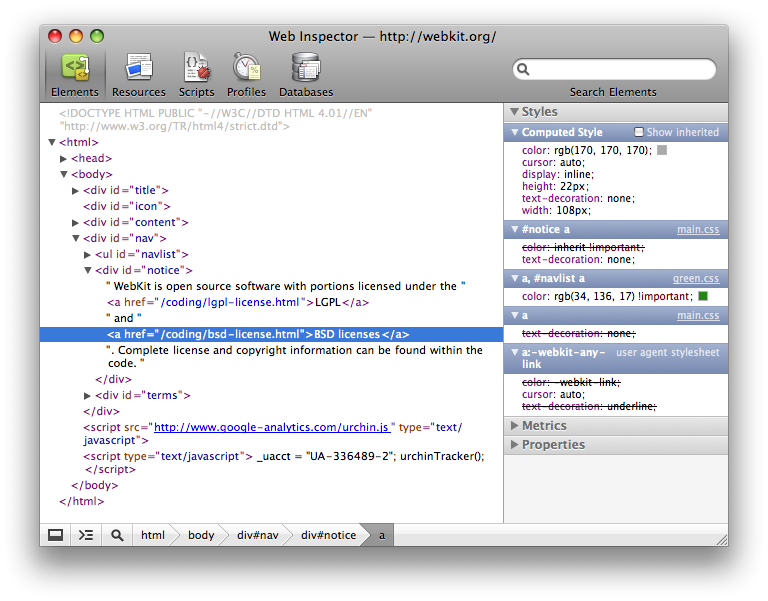 Web Inspector — http://webkit.org/
Elements Resources Scripts Profiles Databases
Search Elements
<!DOCTYPE HTML PUBLIC "-//W3C//DTD HTML 4.01//EN"
"http://www.w3.org/TR/html4/strict.dtd">
▼<html>
▶<head>
▼<body>
▶<div id="title">
<div id="icon">
▶<div id="content">
▼<div id="nav">
▶<ul id="navlist">
▼<div id="notice">
" WebKit is open source software with portions licensed under the "
<a href="/coding/lgpl-license.html">LGPL</a>
" and "
<a href="/coding/bsd-license.html">BSD licenses</a>
". Complete license and copyright information can be found within the
code. "
</div>
▶<div id="terms">
</div>
<script src="http://www.google-analytics.com/urchin.js" type="text/
javascript">
<script type="text/javascript"> _uacct = "UA-336489-2"; urchinTracker();
</script>
</body>
</html>
▼Styles
▼Computed Style Show inherited
color: rgb(170, 170, 170);
cursor: auto;
display: inline;
height: 22px;
text-decoration: none;
width: 108px;
▼#notice a main.css
color: inherit !important;
text-decoration: none;
▼a, #navlist a green.css
color: rgb(34, 136, 17) !important;
▼a main.css
text-decoration: none;
▼a:-webkit-any-link user agent stylesheet
color: -webkit-link;
cursor: auto;
text-decoration: underline;
▶Metrics
▶Properties
html body div#nav div#notice a